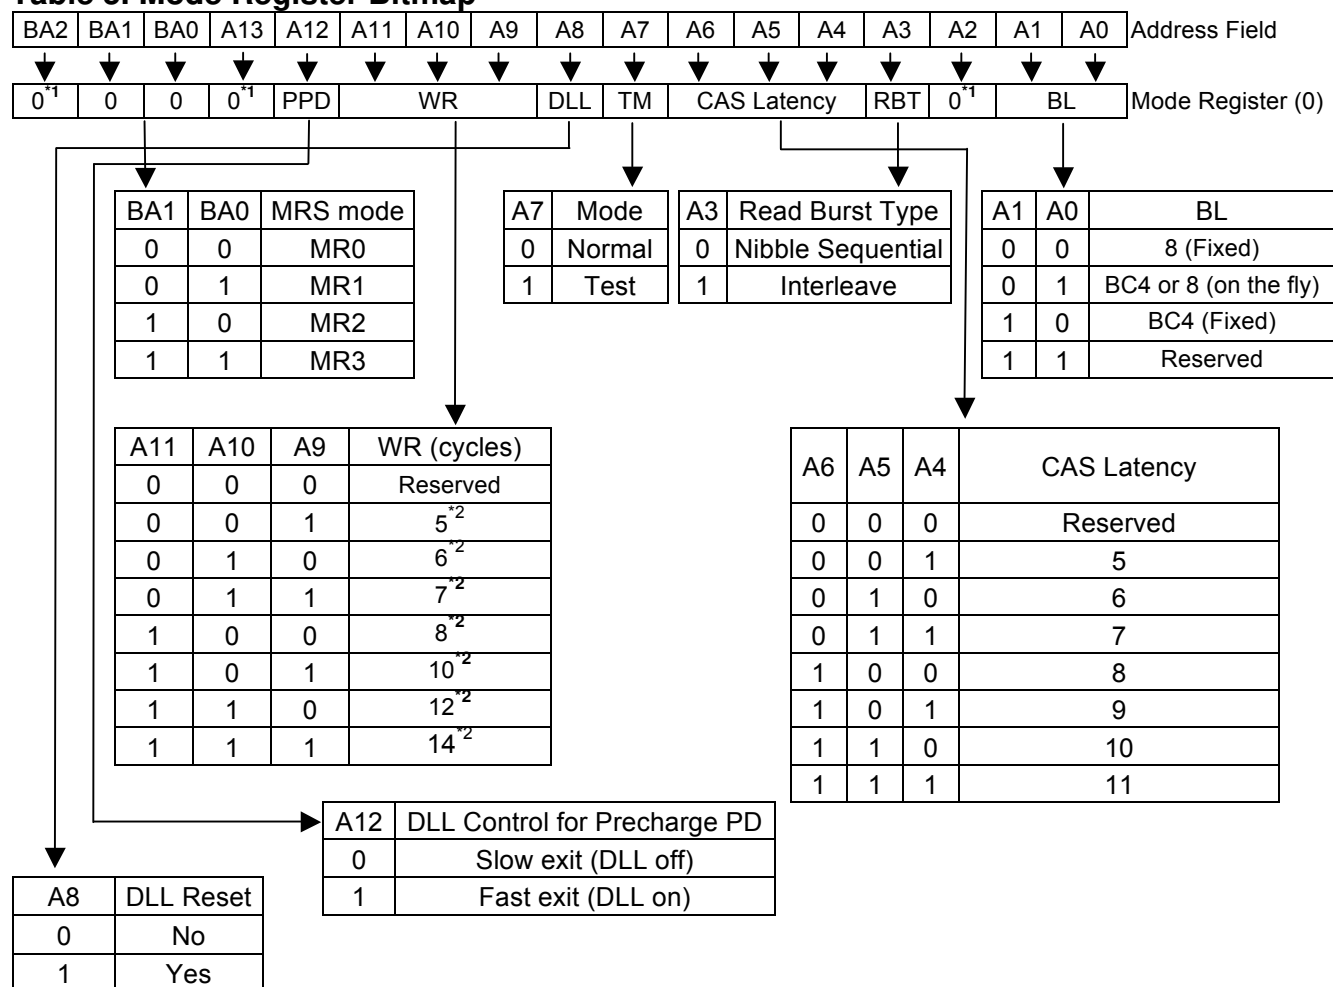 Table 3. Mode Register Bitmap
BA2 BA1 BA0 A13 A12 A11 A10 A9 A8 A7 A6 A5 A4 A3 A2 A1 A0 Address Field
0*1 0 0 0*1 PPD WR DLL TM CAS Latency RBT 0*1 BL Mode Register (0)
BA1 BA0 MRS mode
0 0 MR0
0 1 MR1
1 0 MR2
1 1 MR3
A7 Mode
0 Normal
1 Test
A3 Read Burst Type
0 Nibble Sequential
1 Interleave
A1 A0 BL
0 0 8 (Fixed)
0 1 BC4 or 8 (on the fly)
1 0 BC4 (Fixed)
1 1 Reserved
A11 A10 A9 WR (cycles)
0 0 0 Reserved
0 0 1 5*2
0 1 0 6*2
0 1 1 7*2
1 0 0 8*2
1 0 1 10*2
1 1 0 12*2
1 1 1 14*2
A6 A5 A4 CAS Latency
0 0 0 Reserved
0 0 1 5
0 1 0 6
0 1 1 7
1 0 0 8
1 0 1 9
1 1 0 10
1 1 1 11
A12 DLL Control for Precharge PD
0 Slow exit (DLL off)
1 Fast exit (DLL on)
A8 DLL Reset
0 No
1 Yes